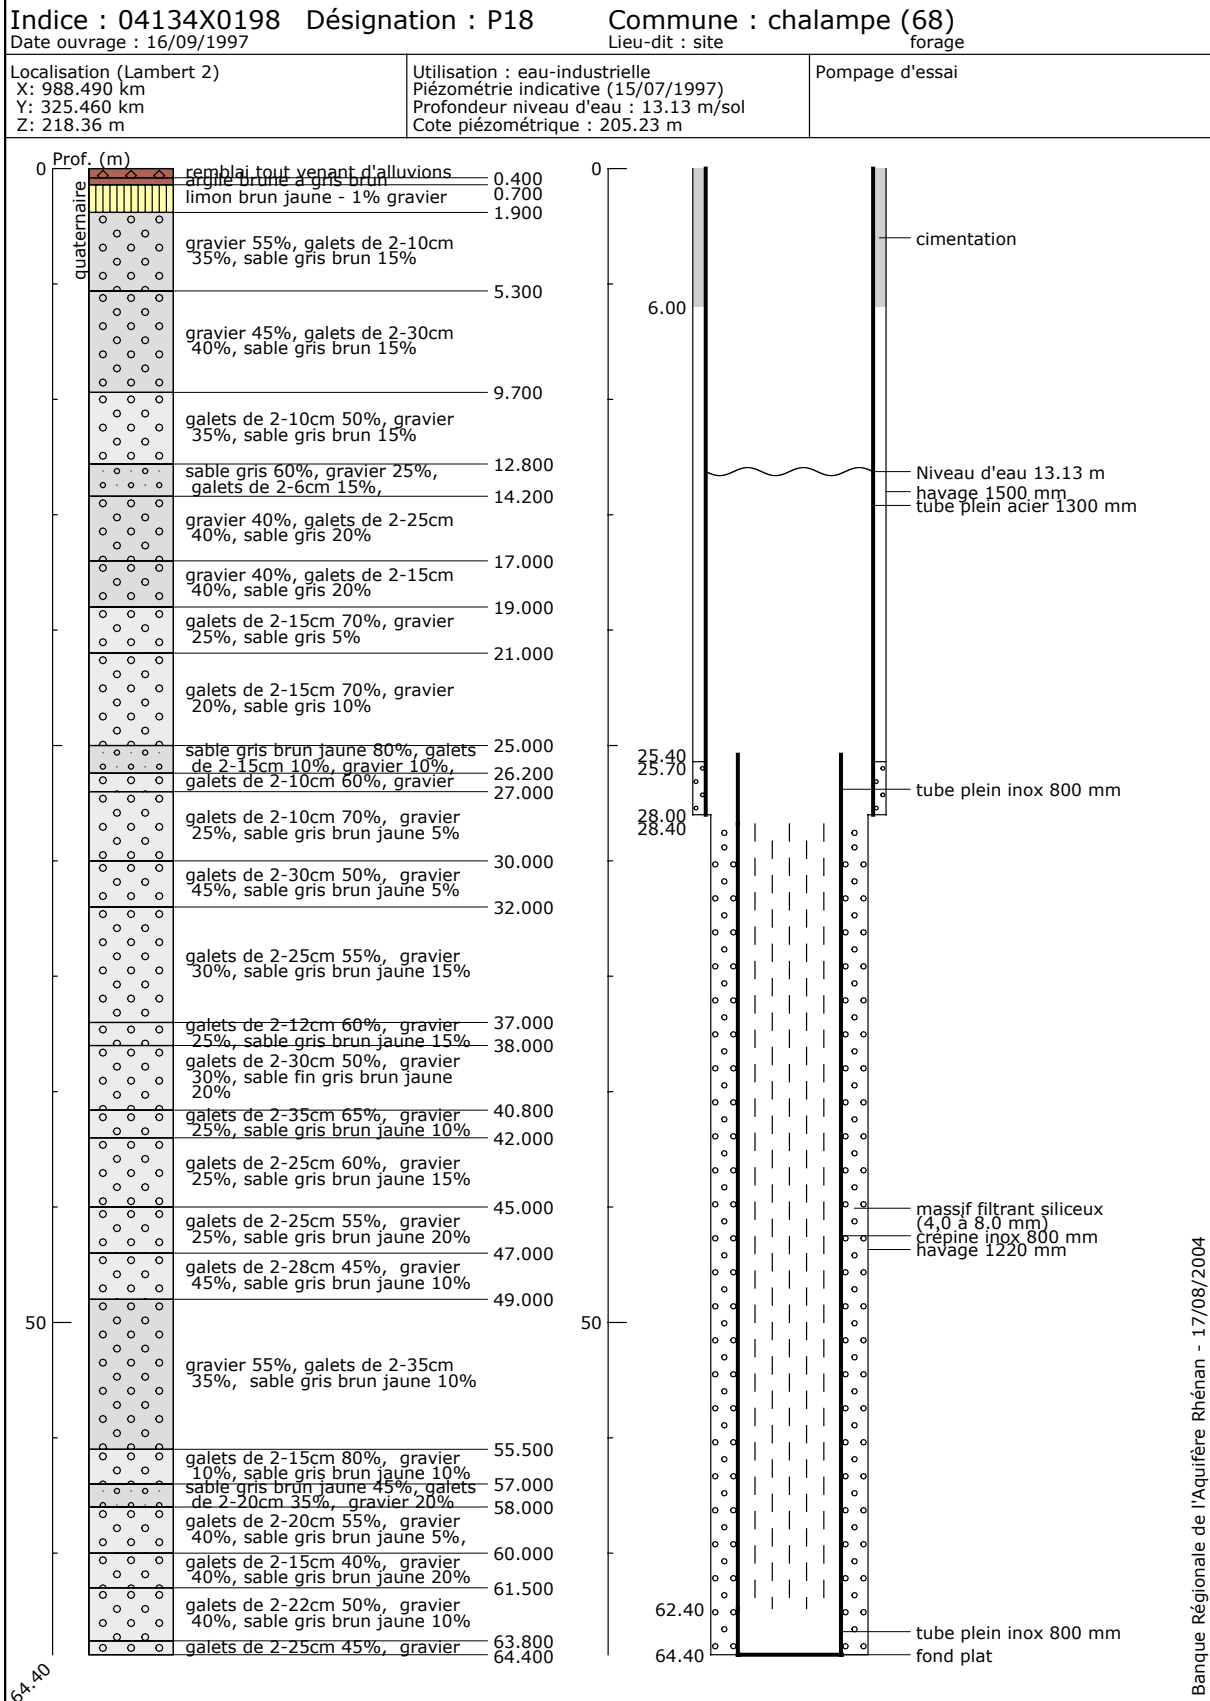 Indice : 04134X0198 Désignation : P18 Commune : chalampe (68)
Date ouvrage : 16/09/1997 Lieu-dit : site forage
Localisation (Lambert 2)
X: 988.490 km
Y: 325.460 km
Z: 218.36 m
Utilisation : eau-industrielle
Piézométrie indicative (15/07/1997)
Profondeur niveau d'eau : 13.13 m/sol
Cote piézométrique : 205.23 m
Pompage d'essai
Prof. (m)
0
quaternaire
remblai tout venant d'alluvions
0.400
argile brune à gris brun
0.700
limon brun jaune - 1% gravier
1.900
gravier 55%, galets de 2-10cm
35%, sable gris brun 15%
5.300
gravier 45%, galets de 2-30cm
40%, sable gris brun 15%
9.700
galets de 2-10cm 50%, gravier
35%, sable gris brun 15%
12.800
sable gris 60%, gravier 25%,
galets de 2-6cm 15%,
14.200
gravier 40%, galets de 2-25cm
40%, sable gris 20%
17.000
gravier 40%, galets de 2-15cm
40%, sable gris 20%
19.000
galets de 2-15cm 70%, gravier
25%, sable gris 5%
21.000
galets de 2-15cm 70%, gravier
20%, sable gris 10%
25.000
sable gris brun jaune 80%, galets
de 2-15cm 10%, gravier 10%,
26.200
galets de 2-10cm 60%, gravier
27.000
galets de 2-10cm 70%, gravier
25%, sable gris brun jaune 5%
30.000
galets de 2-30cm 50%, gravier
45%, sable gris brun jaune 5%
32.000
galets de 2-25cm 55%, gravier
30%, sable gris brun jaune 15%
37.000
galets de 2-12cm 60%, gravier
25%, sable gris brun jaune 15%
38.000
galets de 2-30cm 50%, gravier
30%, sable fin gris brun jaune
20%
40.800
galets de 2-35cm 65%, gravier
25%, sable gris brun jaune 10%
42.000
galets de 2-25cm 60%, gravier
25%, sable gris brun jaune 15%
45.000
galets de 2-25cm 55%, gravier
25%, sable gris brun jaune 20%
47.000
galets de 2-28cm 45%, gravier
45%, sable gris brun jaune 10%
49.000
50
gravier 55%, galets de 2-35cm
35%, sable gris brun jaune 10%
55.500
galets de 2-15cm 80%, gravier
10%, sable gris brun jaune 10%
57.000
sable gris brun jaune 45%, galets
de 2-20cm 35%, gravier 20%
58.000
galets de 2-20cm 55%, gravier
40%, sable gris brun jaune 5%,
60.000
galets de 2-15cm 40%, gravier
40%, sable gris brun jaune 20%
61.500
galets de 2-22cm 50%, gravier
40%, sable gris brun jaune 10%
63.800
galets de 2-25cm 45%, gravier
64.400
64.40
0
cimentation
6.00
Niveau d'eau 13.13 m
havage 1500 mm
tube plein acier 1300 mm
25.40
25.70
tube plein inox 800 mm
28.00
28.40
massif filtrant siliceux
(4,0 à 8.0 mm)
crépine inox 800 mm
havage 1220 mm
50
62.40
tube plein inox 800 mm
64.40
fond plat
Banque Régionale de l'Aquifère Rhénan - 17/08/2004